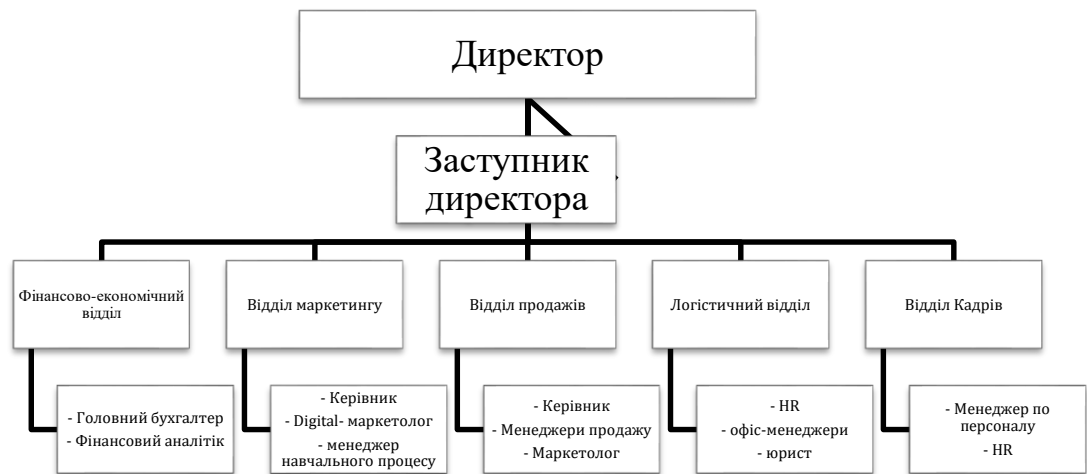 Директор
Заступник
директора
Фінансово-економічний
відділ
Відділ маркетингу
Відділ продажів
Логістичний відділ
Відділ Кадрів
- Головний бухгалтер
- Фінансовий аналітік
- Керівник
- Digital- маркетолог
- менеджер
навчального процесу
- Керівник
- Менеджери продажу
- Маркетолог
- HR
- офіс-менеджери
- юрист
- Менеджер по
персоналу
- HR